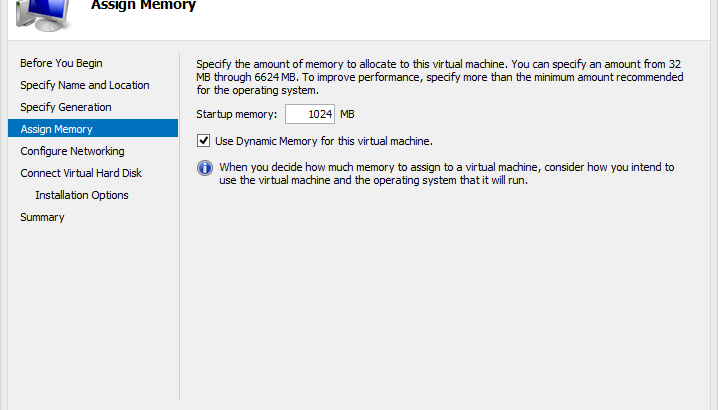 Assign Memory
Before You Begin
Specify Name and Location
Specify Generation
Assign Memory
Configure Networking
Connect Virtual Hard Disk
Installation Options
Summary
Specify the amount of memory to allocate to this virtual machine. You can specify an amount from 32
MB through 6624 MB. To improve performance, specify more than the minimum amount recommended
for the operating system.
Startup memory: 1024 MB
Use Dynamic Memory for this virtual machine.
When you decide how much memory to assign to a virtual machine, consider how you intend to
use the virtual machine and the operating system that it will run.